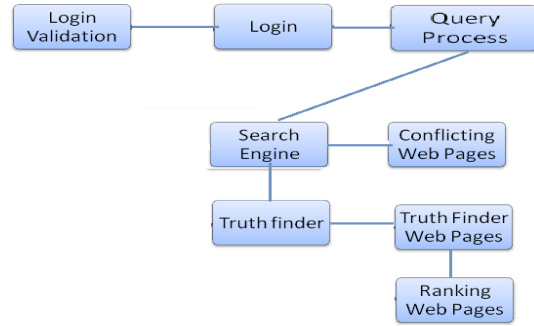 Login
Validation
Login
Query
Process
Search
Engine
Conflicting
Web Pages
Truth finder
Truth Finder
Web Pages
Ranking
Web Pages